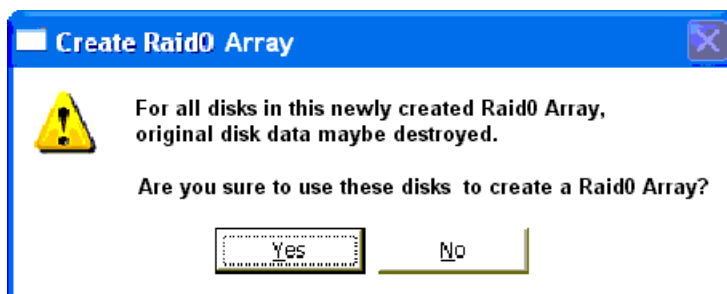 Create Raid0 Array
For all disks in this newly created Raid0 Array,
original disk data maybe destroyed.
Are you sure to use these disks to create a Raid0 Array?
Yes
No